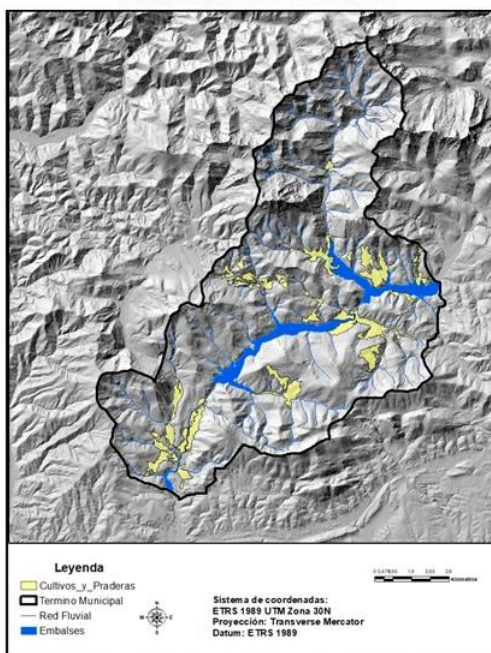 Leyenda
Cultivos_y_Praderas
Termino Municipal
Red Fluvial
Embalses
N
W
E
S
Kilometros
Sistema de coordenadas:
ETRS 1989 UTM Zona 30N
Proyección: Transverse Mercator
Datum: ETRS 1989